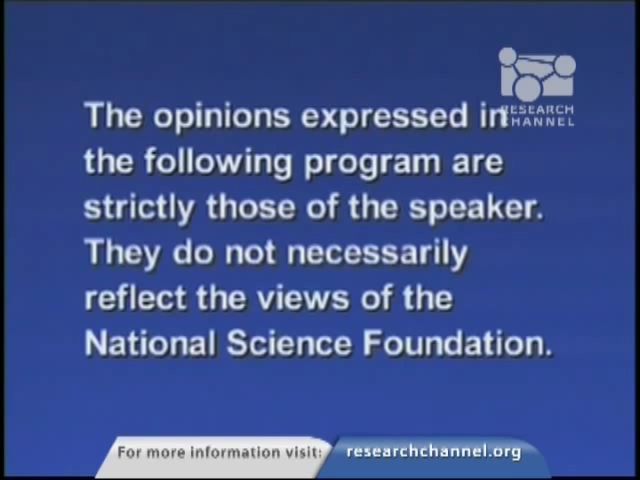 RESEARCH
CHANNEL
The opinions expressed in
the following program are
strictly those of the speaker.
They do not necessarily
reflect the views of the
National Science Foundation.
For more information visit: researchchannel.org